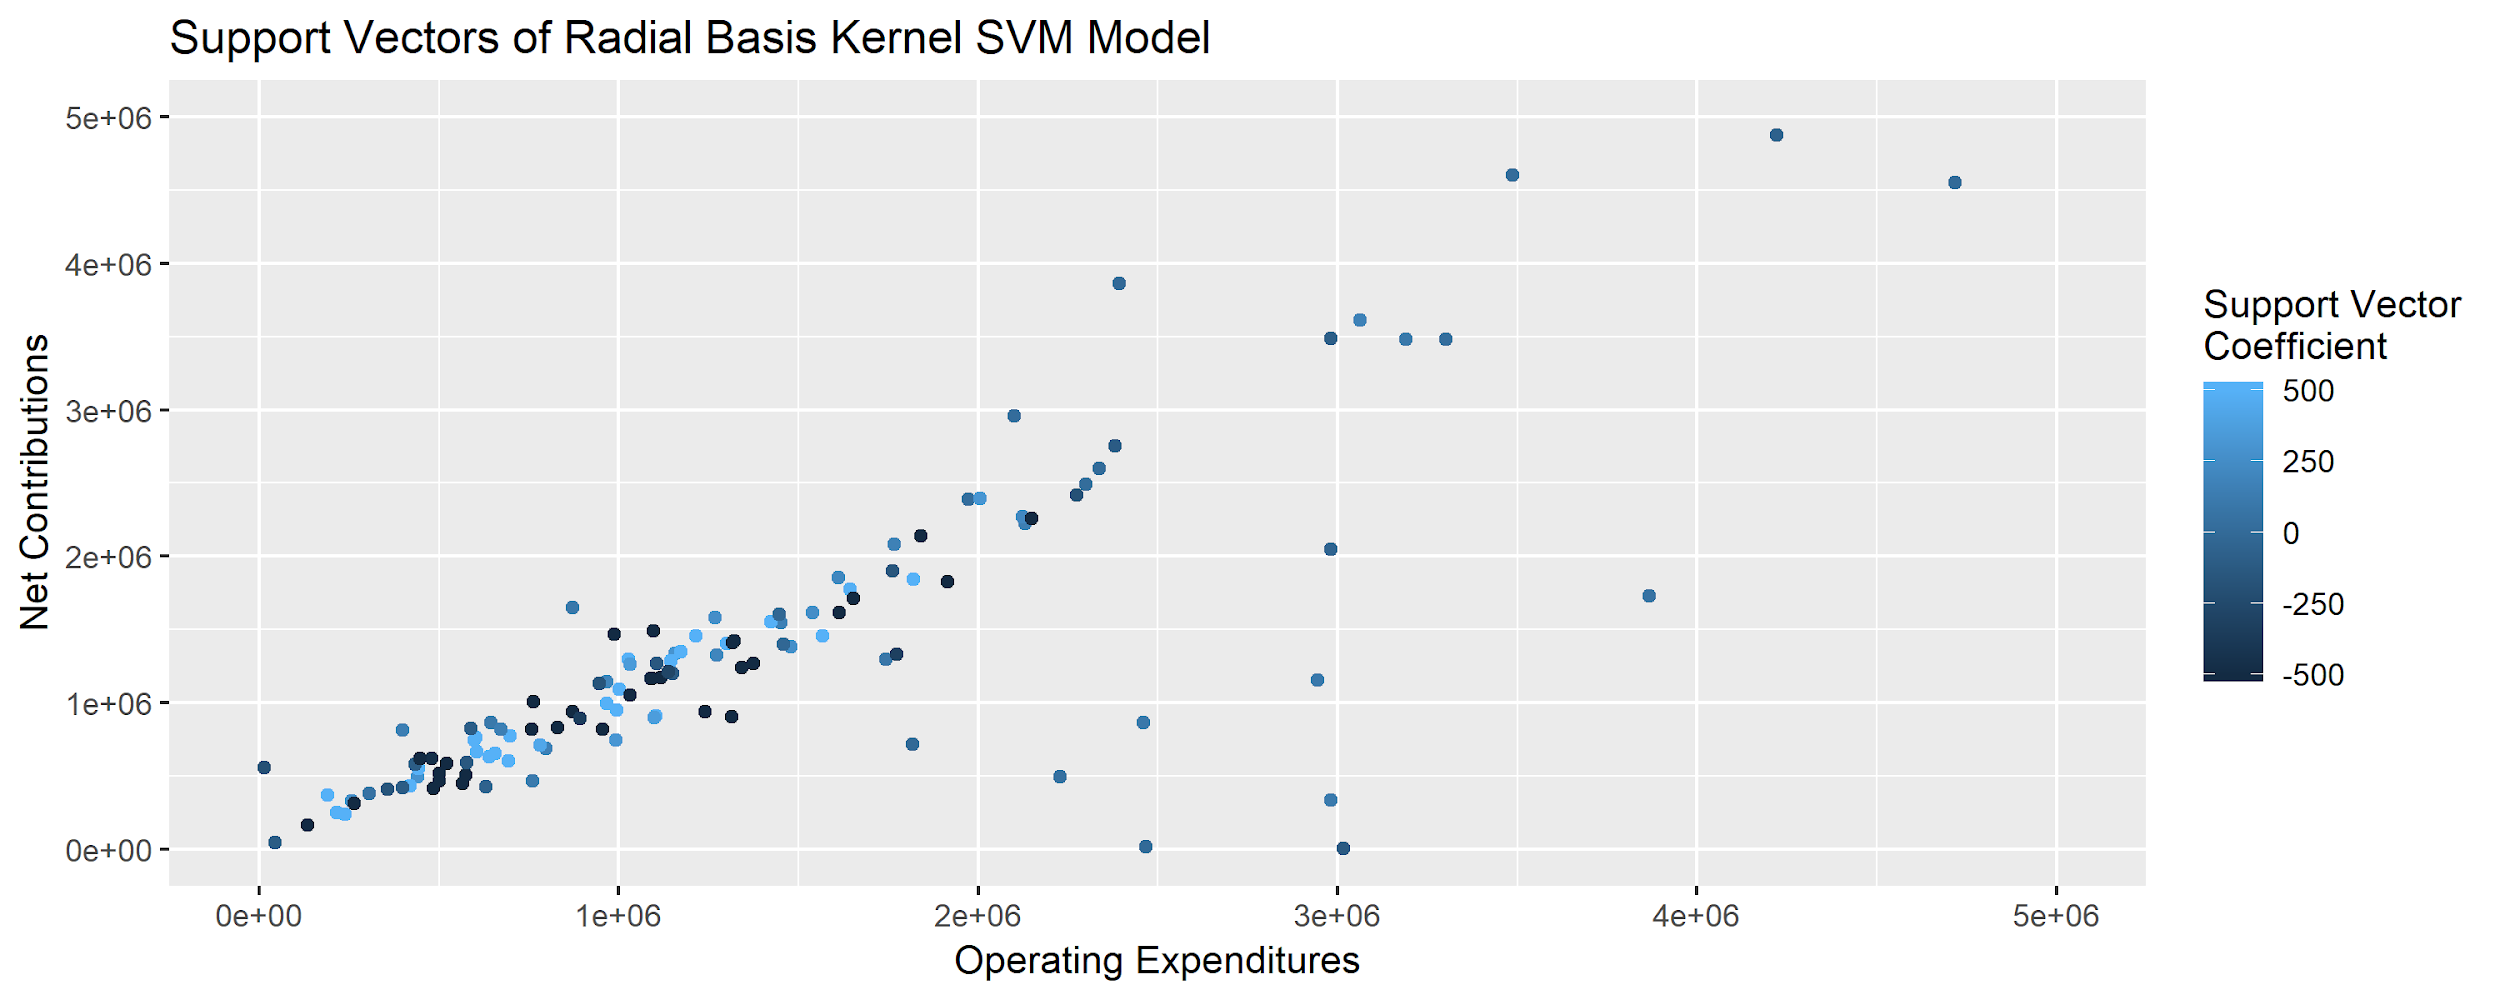 Support Vectors of Radial Basis Kernel SVM Model
5e+06
4e+06
3e+06
2e+06
1e+06
0e+00
Net Contributions
0e+00 1e+06 2e+06 3e+06 4e+06 5e+06
Operating Expenditures
Support Vector
Coefficient
500
250
0
-250
-500